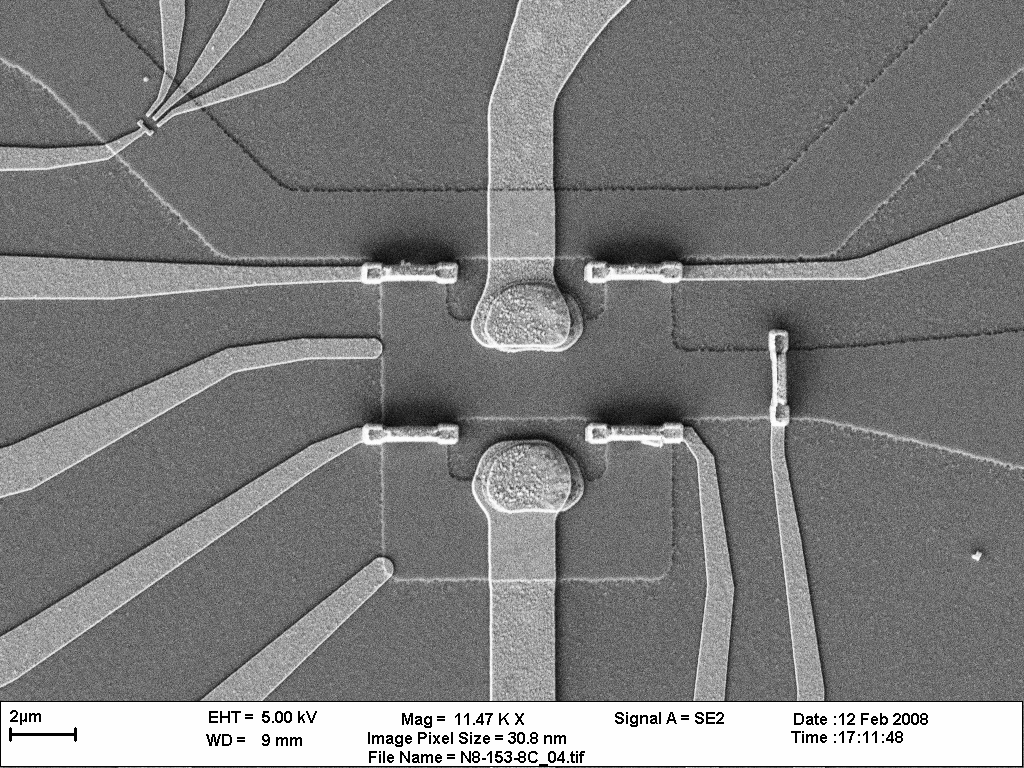 2µm
EHT = 5.00 kV
WD = 9 mm
Mag = 11.47 K X
Image Pixel Size = 30.8 nm
File Name = N8-153-8C_04.tif
Signal A = SE2
Date :12 Feb 2008
Time :17:11:48